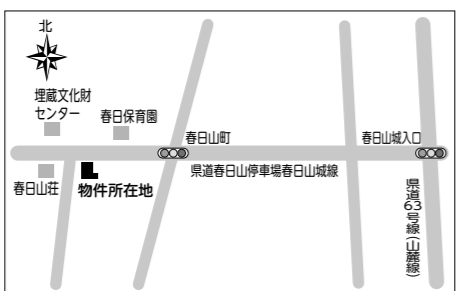 北
埋蔵文化財
センター
春日保育園
春日山町
春日山城入口
県道春日山停車場春日山城線
春日山荘
物件所在地
県道63号線(山麓線)